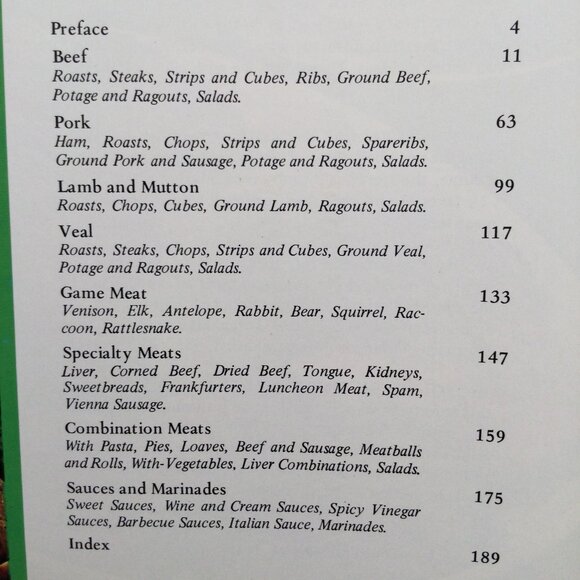 Preface 4
Beef 11
Roasts, Steaks, Strips and Cubes, Ribs, Ground Beef,
Potage and Ragouts, Salads.
Pork 63
Ham, Roasts, Chops, Strips and Cubes, Spareribs,
Ground Pork and Sausage, Potage and Ragouts, Salads.
Lamb and Mutton 99
Roasts, Chops, Cubes, Ground Lamb, Ragouts, Salads.
Veal 117
Roasts, Steaks, Chops, Strips and Cubes, Ground Veal,
Potage and Ragouts, Salads.
Game Meat 133
Venison, Elk, Antelope, Rabbit, Bear, Squirrel, Rac-
coon, Rattlesnake.
Specialty Meats 147
Liver, Corned Beef, Dried Beef, Tongue, Kidneys,
Sweetbreads, Frankfurters, Luncheon Meat, Spam,
Vienna Sausage.
Combination Meats 159
With Pasta, Pies, Loaves, Beef and Sausage, Meatballs
and Rolls, With-Vegetables, Liver Combinations, Salads.
Sauces and Marinades 175
Sweet Sauces, Wine and Cream Sauces, Spicy Vinegar
Sauces, Barbecue Sauces, Italian Sauce, Marinades.
Index 189